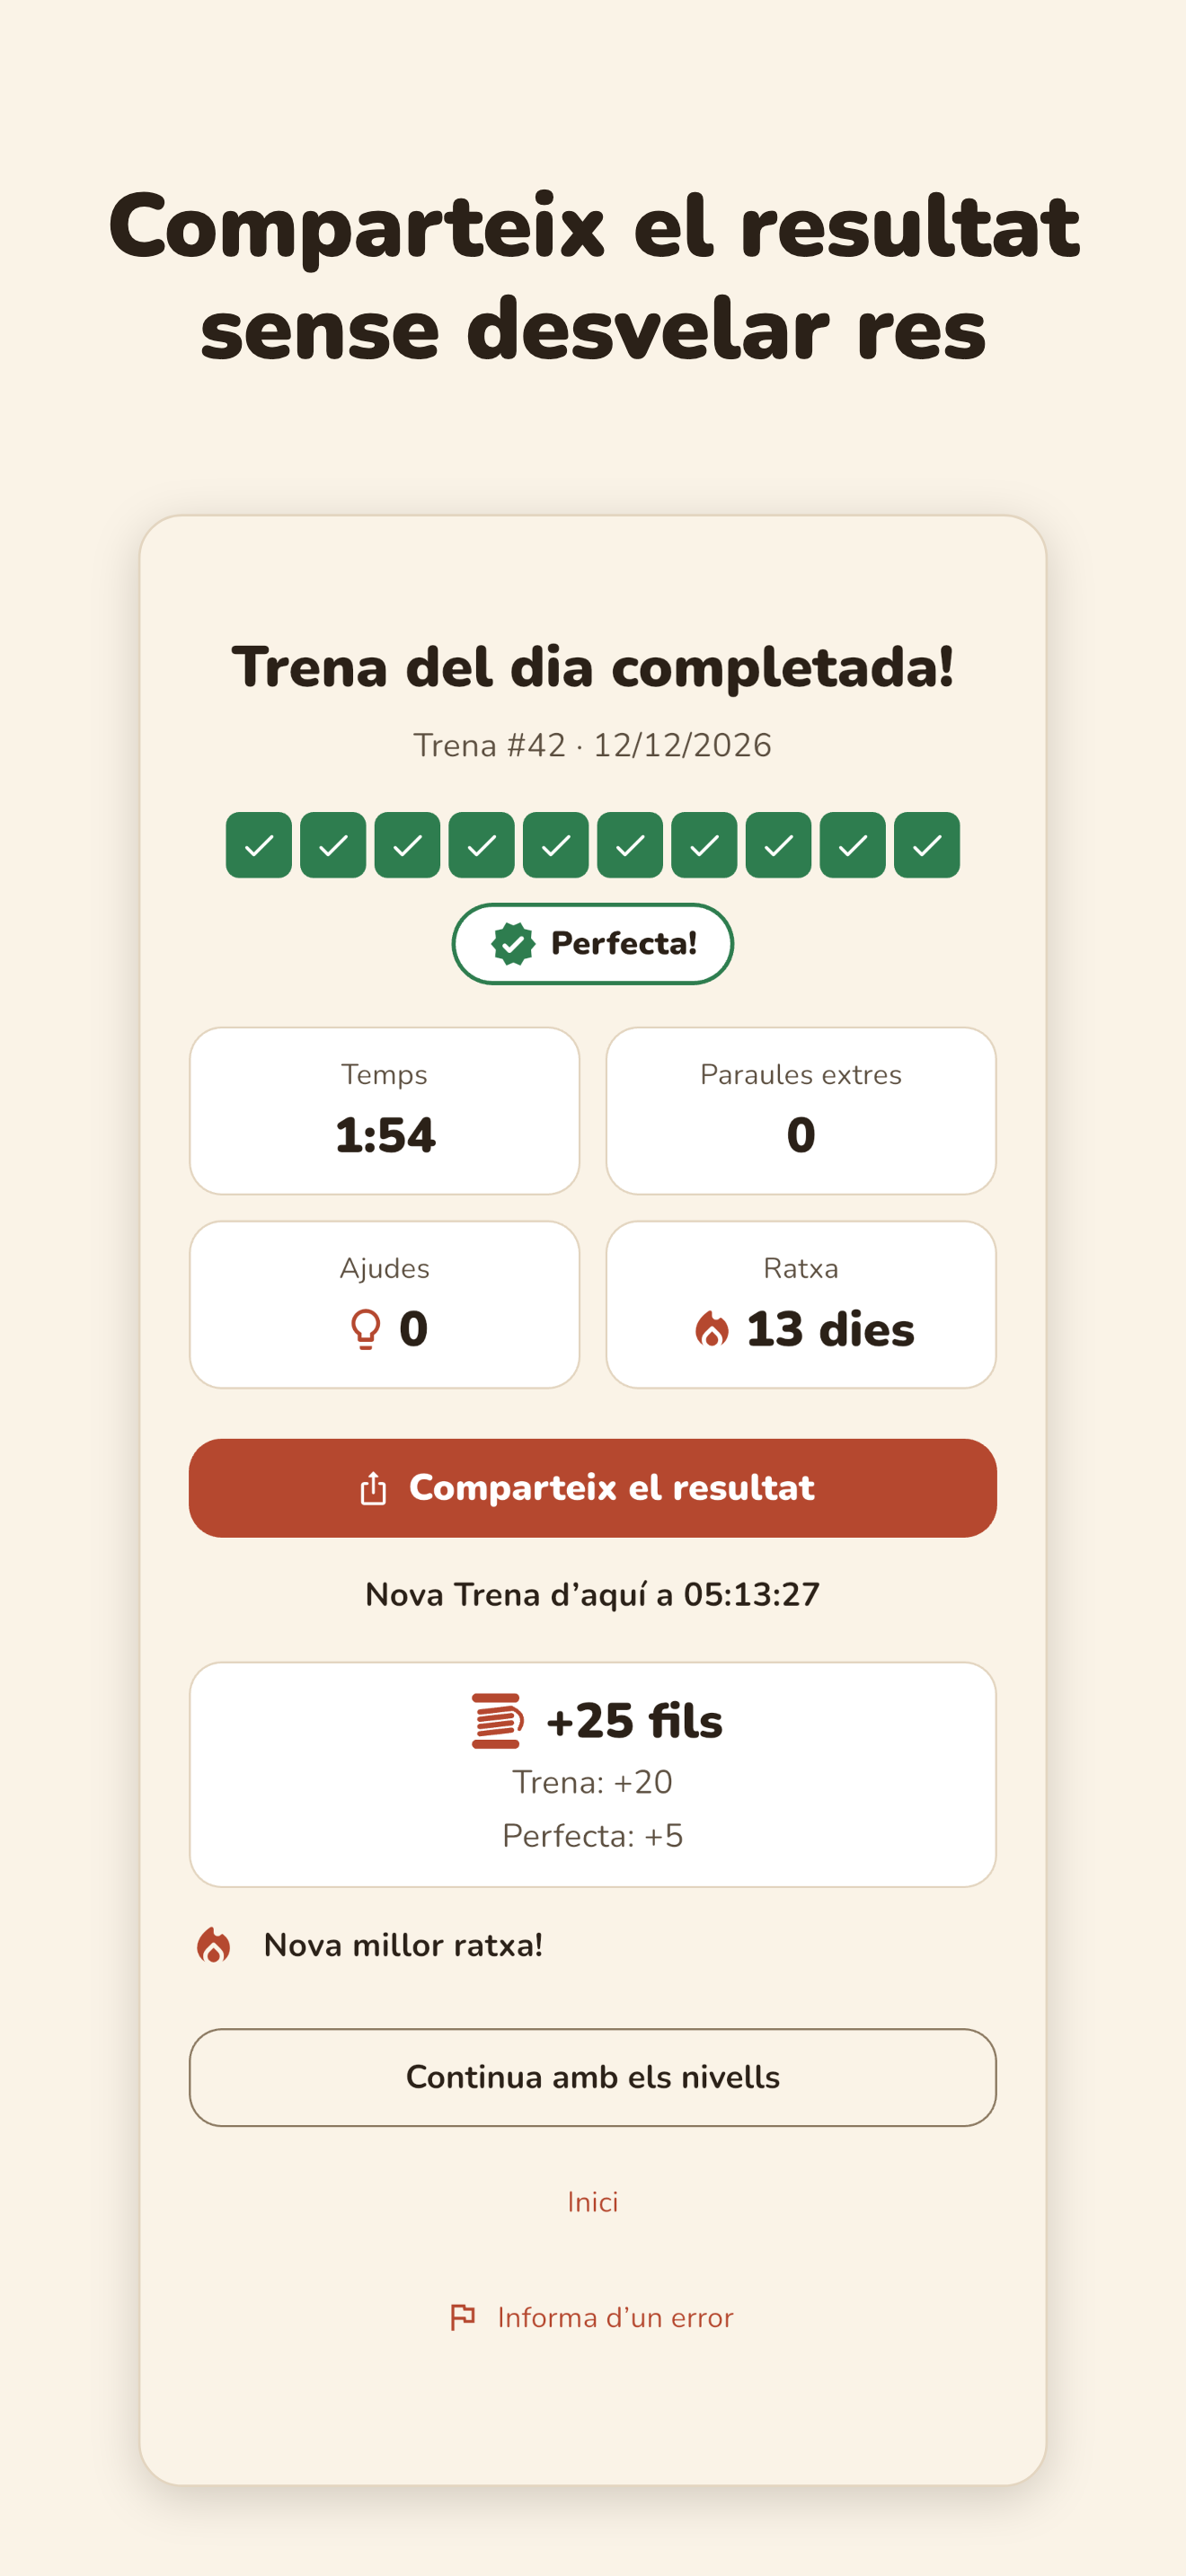 Comparteix el resultat
sense desvelar res
Trena del dia completada!
Trena #42 · 12/12/2026
Perfecta!
Temps
1:54
Paraules extres
0
Ajudes
0
Ratxa
13 dies
Comparteix el resultat
Nova Trena d’aquí a 05:13:27
+25 fils
Trena: +20
Perfecta: +5
Nova millor ratxa!
Continua amb els nivells
Inici
Informa d’un error